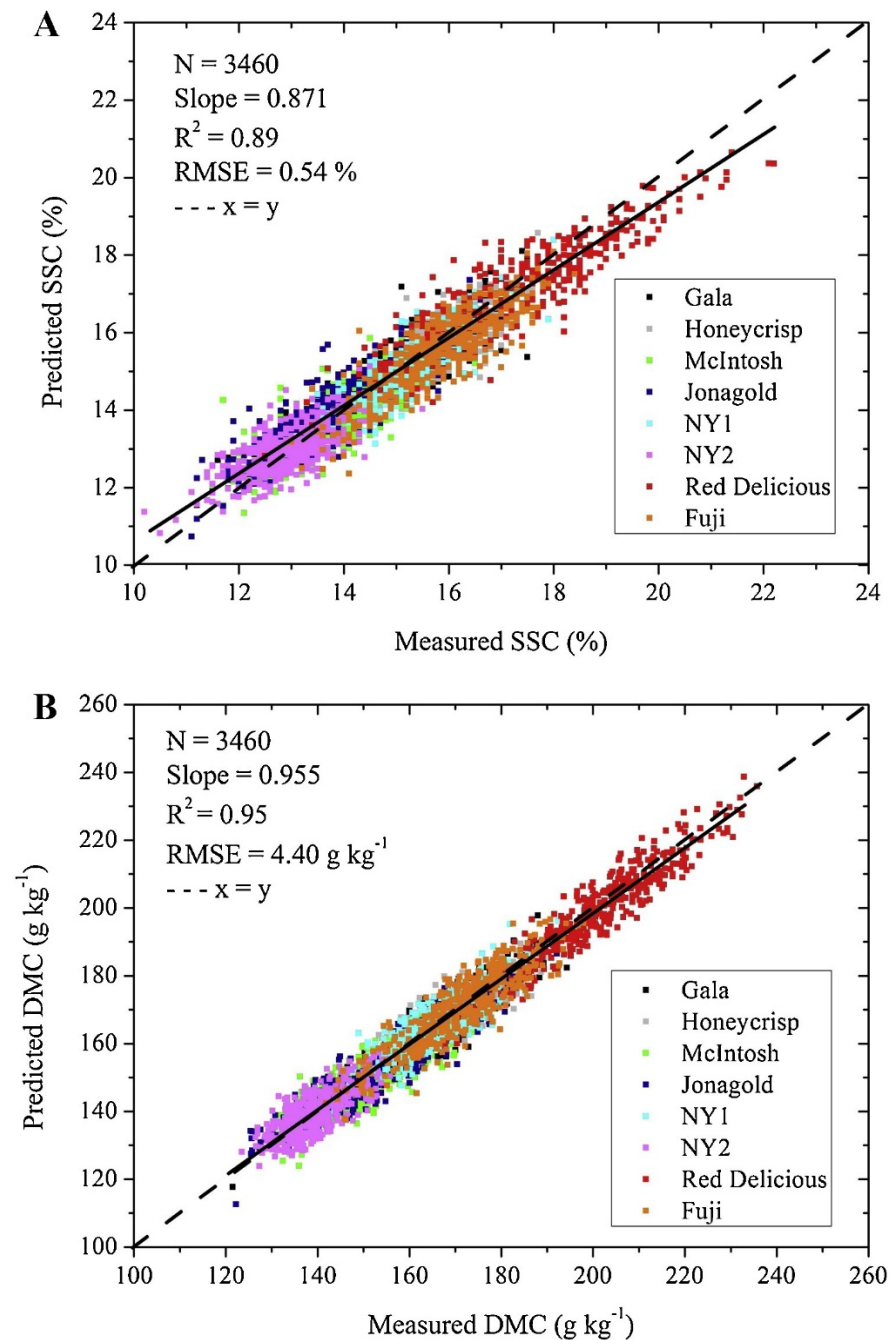 A
24
22
20
18
16
14
12
10
Predicted SSC (%)
N = 3460
Slope = 0.871
R² = 0.89
RMSE = 0.54 %
--- x = y
Gala
Honeycrisp
McIntosh
Jonagold
NY1
NY2
Red Delicious
Fuji
10 12 14 16 18 20 22 24
Measured SSC (%)
B
260
240
220
200
180
160
140
120
100
Predicted DMC (g kg⁻¹)
N = 3460
Slope = 0.955
R² = 0.95
RMSE = 4.40 g kg⁻¹
--- x = y
Gala
Honeycrisp
McIntosh
Jonagold
NY1
NY2
Red Delicious
Fuji
100 120 140 160 180 200 220 240 260
Measured DMC (g kg⁻¹)